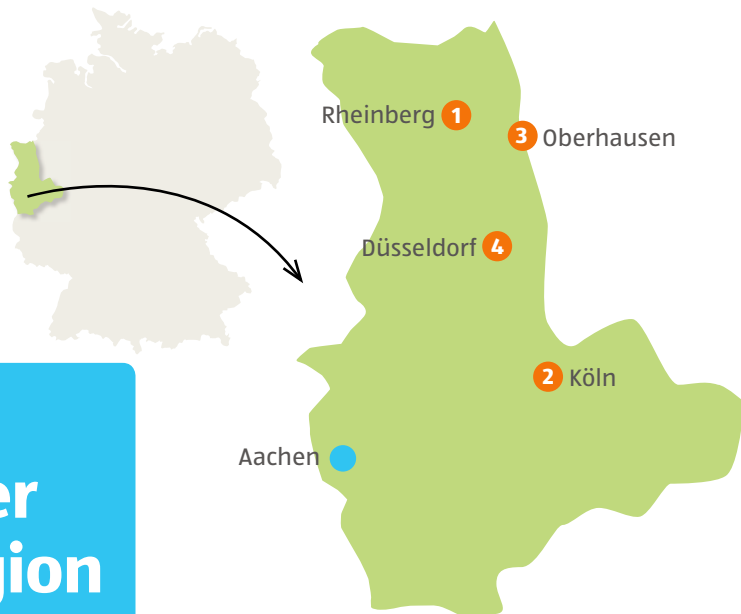 Rheinberg 1
3 Oberhausen
Düsseldorf 4
2 Köln
Aachen
er
gion